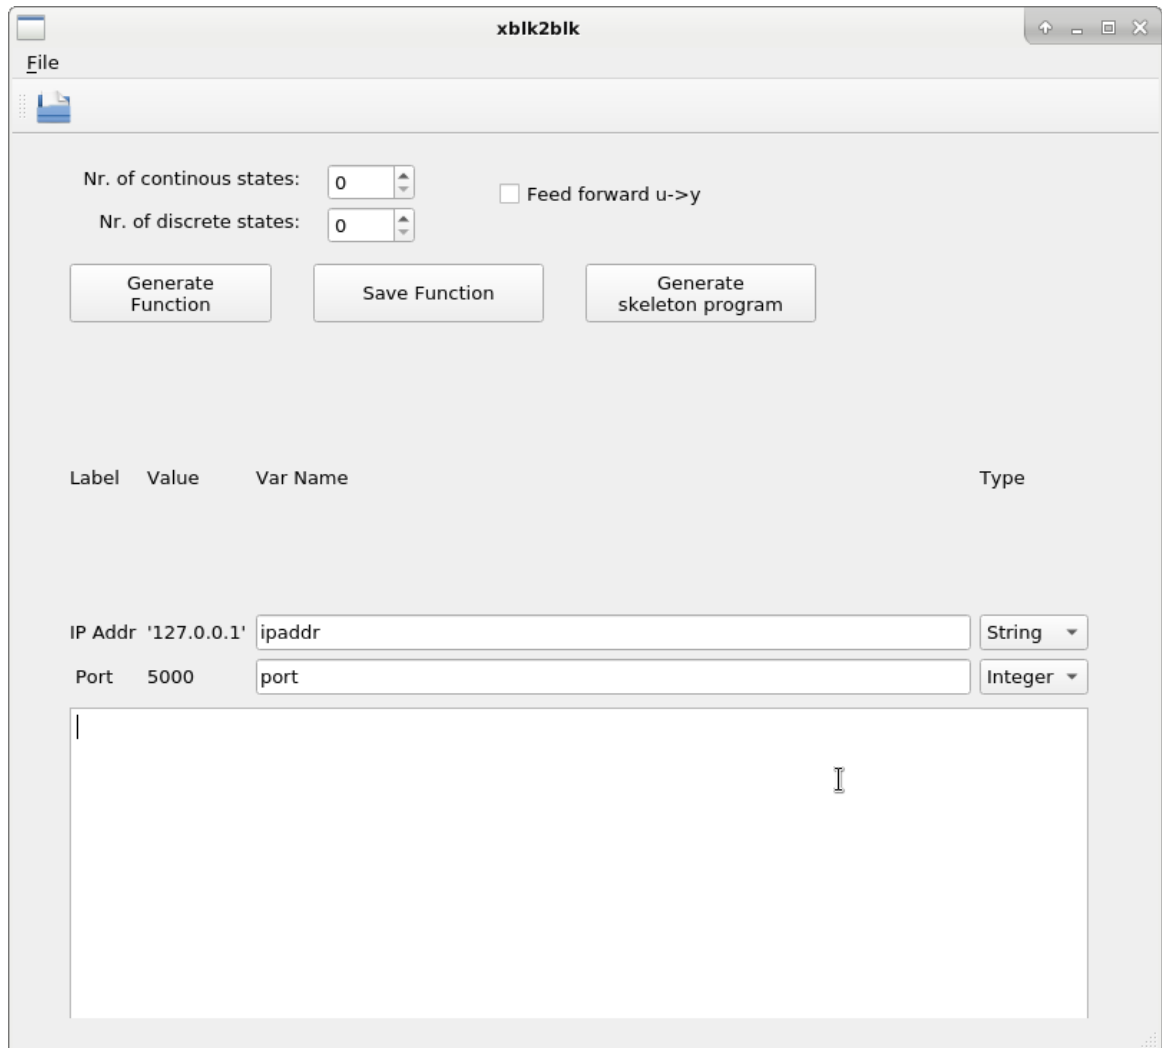 xblk2blk
File
Nr. of continous states:
0
Feed forward u->y
Nr. of discrete states:
0
Generate
Function
Save Function
Generate
skeleton program
Label Value Var Name Type
IP Addr '127.0.0.1' ipaddr String
Port 5000 port Integer